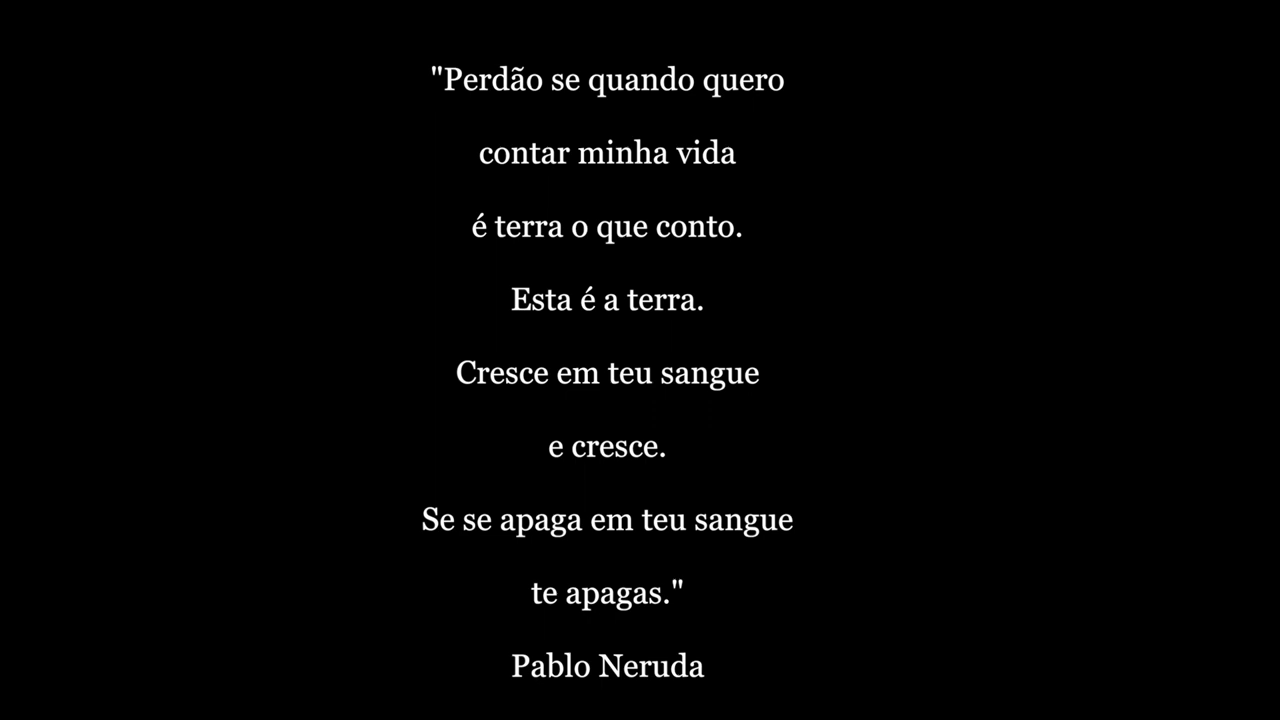 "Perdão se quando quero
contar minha vida
é terra o que conto.
Esta é a terra.
Cresce em teu sangue
e cresce.
Se se apaga em teu sangue
te apagas."
Pablo Neruda